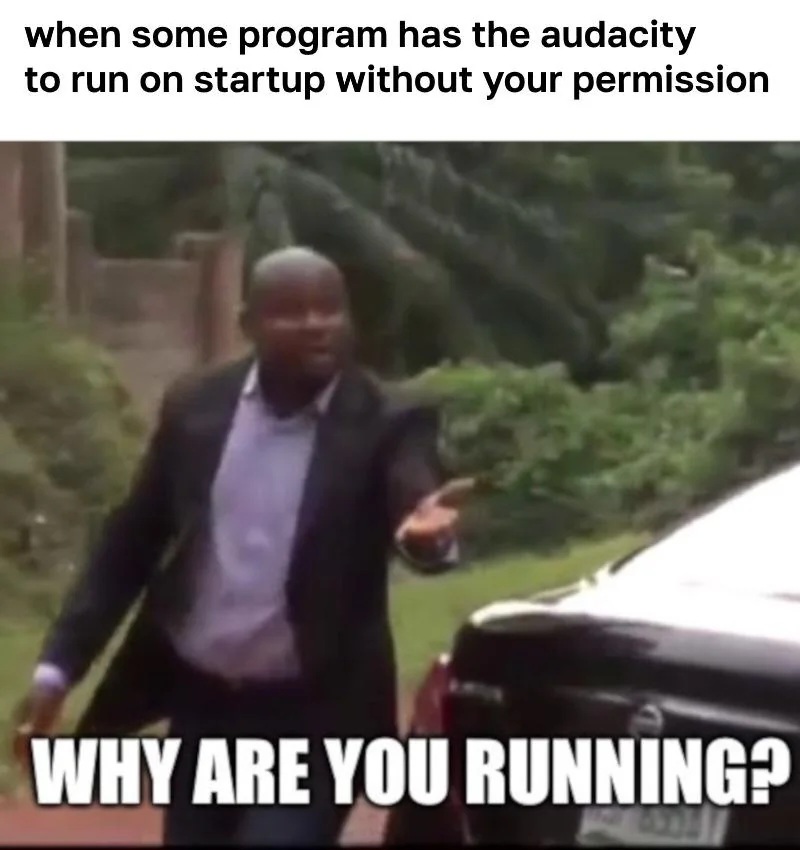 when some program has the audacity
to run on startup without your permission
WHY ARE YOU RUNNING?